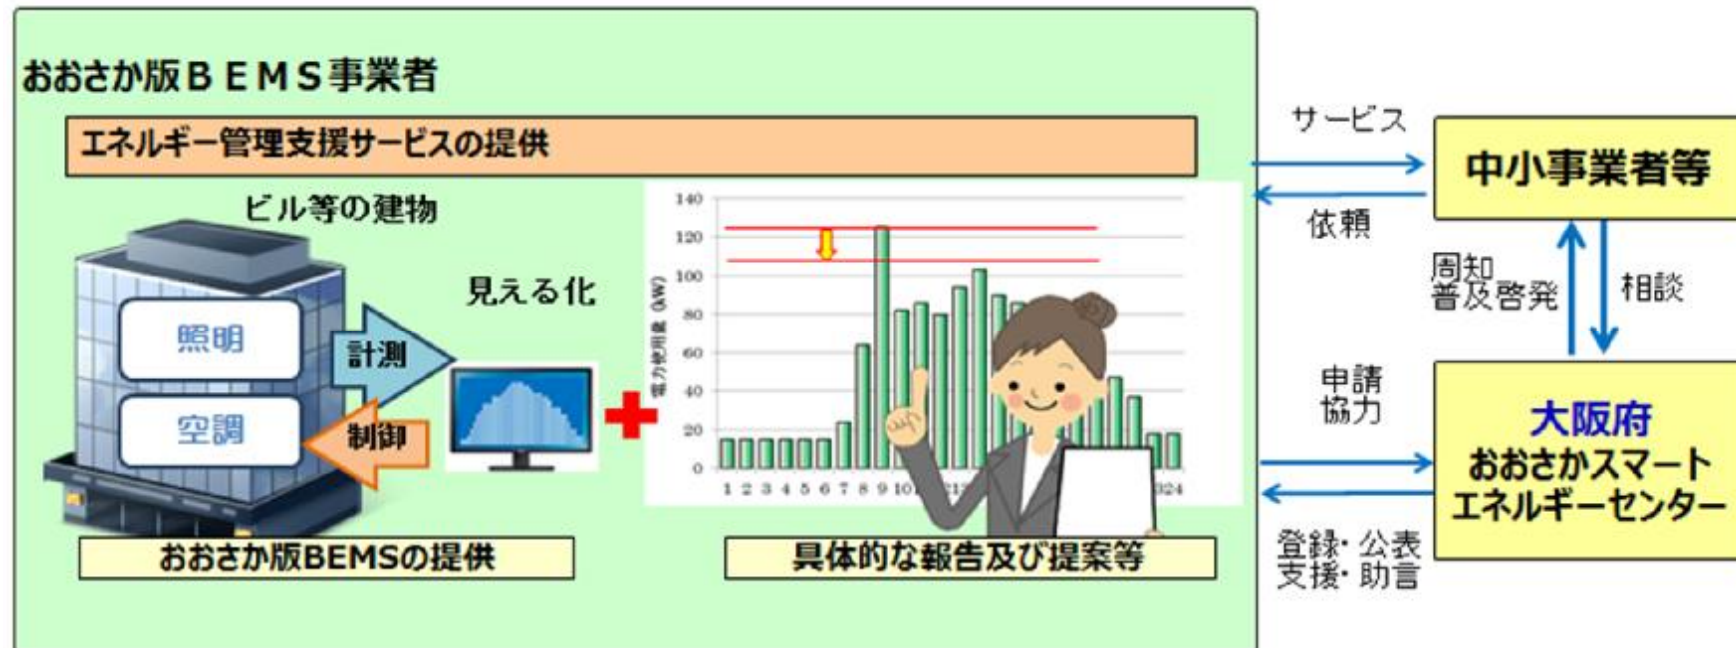 おおさか版ＢＥＭＳ事業者
エネルギー管理支援サービスの提供
ビル等の建物
照明
空調
計測
制御
見える化
電力使用量 (kW)
140
120
100
80
60
40
20
0
1 2 3 4 5 6 7 8 9 10
24
おおさか版BEMSの提供
具体的な報告及び提案等
サービス
依頼
中小事業者等
周知
普及啓発
相談
申請
協力
大阪府
おおさかスマート
エネルギーセンター
登録・公表
支援・助言